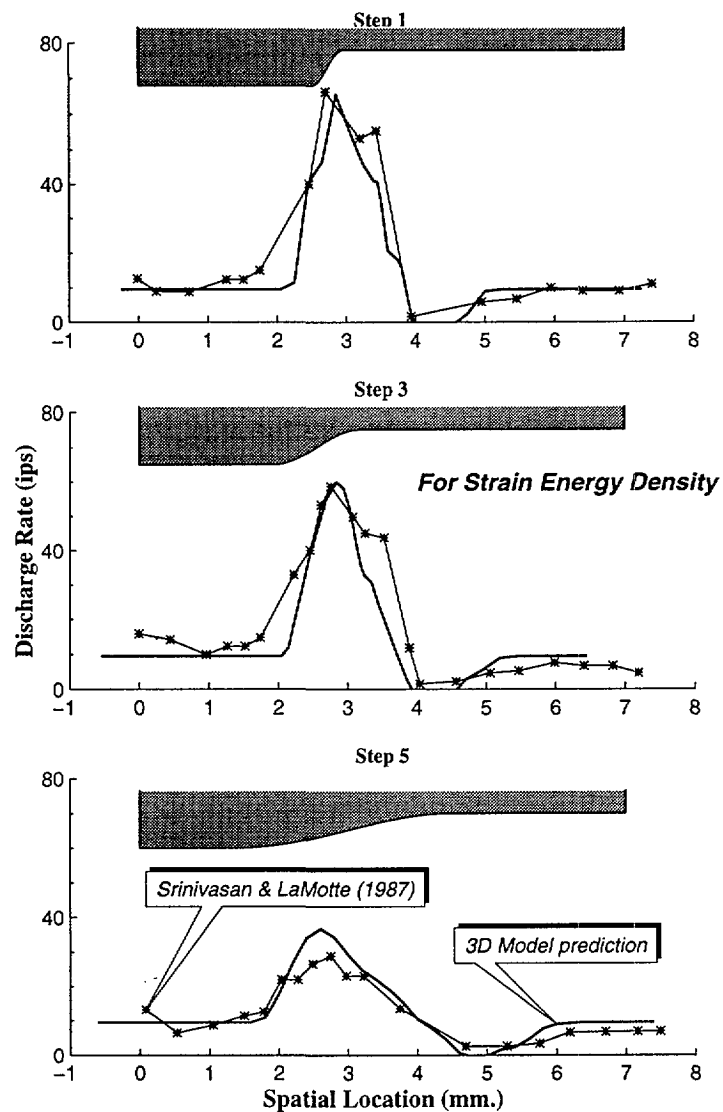 Step 1
80
40
0
-1 0 1 2 3 4 5 6 7 8
Step 3
80
For Strain Energy Density
40
0
-1 0 1 2 3 4 5 6 7 8
Discharge Rate (ips)
Step 5
80
Srinivasan & LaMotte (1987)
40
3D Model prediction
0
-1 0 1 2 3 4 5 6 7 8
Spatial Location (mm.)